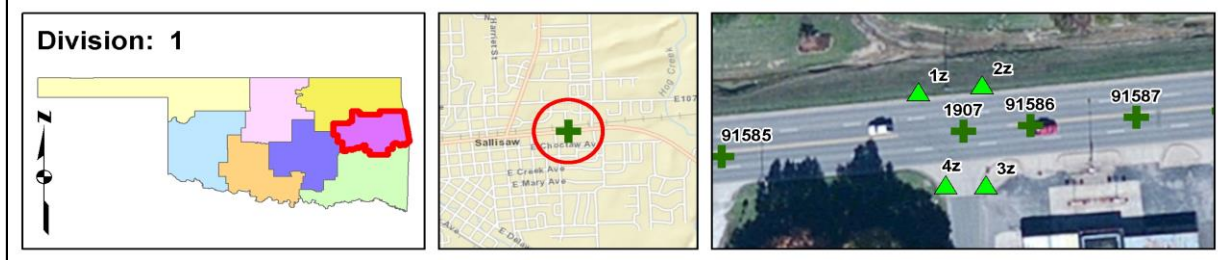 Division: 1
N
N
Harriet St
Hog Creek
E107
Sallisaw
E Choctaw Ave
E Creek Ave
E Mary Ave
Ave
1z
2z
1907
91586
91587
91585
4z
3z